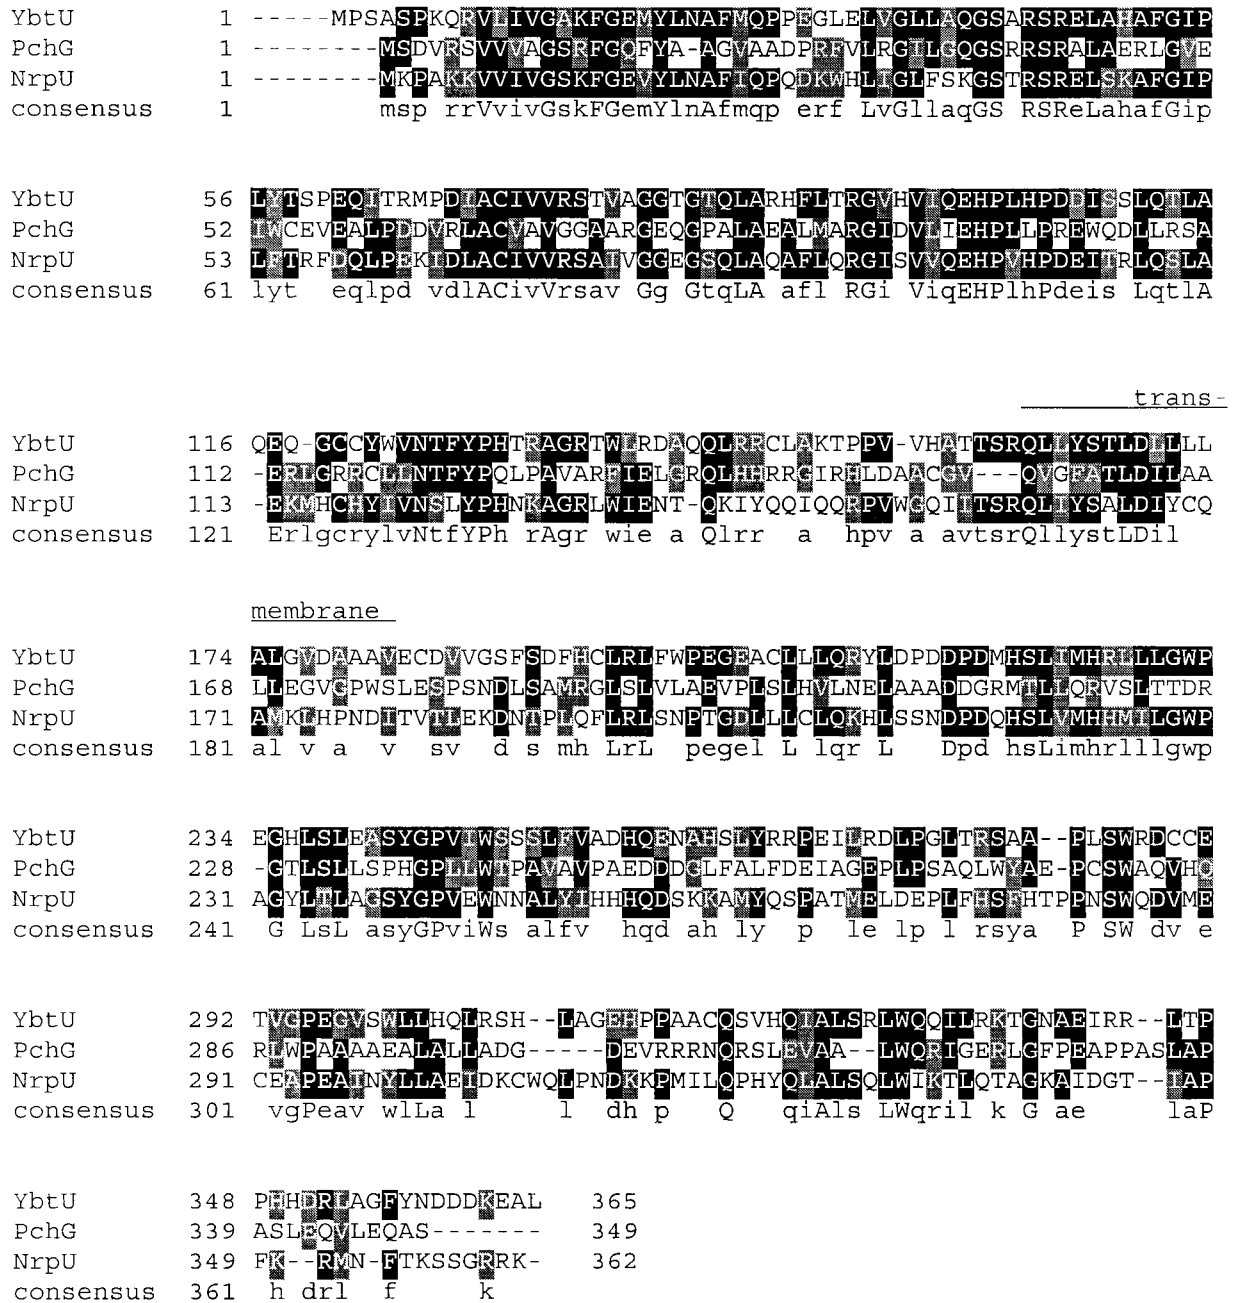 YbtU 1 -----MPSASPKQRVLIVGAKFGEMYLNAFMQPPEGLELVGLLAQGSARSRELAHAFGIP
PchG 1 --------MSDVRSVVVAGSRFGQFYA-AGVAADPRFVLRGILGQGSRRSRALAERLGVE
NrpU 1 --------MKPAKKVVIVGSKFGEVYLNAFIQPQDKWHLIGLFSKGSTRSRELSKAFGIP
consensus 1 msp rrVvivGskFGemYlnAfmqp erf LvGllaqGS RSReLahafGip
YbtU 56 LYTSPEQITRMPDIACIVVRSTVAGGTGTQLARHFLTRGVHVIQEHPLHPDDISSLQTLA
PchG 52 IWCEVEALPDDVRLACVAVGGAARGEQGPALAEALMARGIDVLIEHPLLPREWQDLLRSA
NrpU 53 LFTRFDQLPEKIDLACIVVRSAIVGGEGSQLAQAFLQRGISVVQEHPVHPDEITRLQSLA
consensus 61 lyt eqlpd vdlACivVrsav Gg GtqLA afl RGi ViqEHPlhPdeis LqtlA
trans-
YbtU 116 QEQ-GCCYWVNTFYPHTRAGRTWLRDAQQLRRCLAKTPPV-VHATTSRQLLYSTLDLLLL
PchG 112 -ERLGRRCLLNTFYPQLPAVARFIELGRQLHHRRGIRHLDAACGV---QVGFATLDILAA
NrpU 113 -EKMHCHYIVNSLYPHNKAGRLWIENT-QKIYQQIQQRPVWGQIITSRQLIYSALDIYCQ
consensus 121 ErlgcrylvNtfYPh rAgr wie a Qlrr a hpv a avtsrQllystLDil
membrane
YbtU 174 ALGVDAAAVECDVVGSFSDFHCLRLFWPEGEACLLLQRYLDPDDPDMHSLIMHRLLLGWP
PchG 168 LLEGVGPWSLESPSNDLSAMRGLSLVLAEVPLSLHVLNELAAADDGRMTLLQRVSLTTDR
NrpU 171 AMKLHPNDITVTLEKDNTPLQFLRLSNPTGDLLLCLQKHLSSNDPDQHSLVMHHMILGWP
consensus 181 al v a v sv d s mh LrL pegel L lqr L Dpd hsLimhrlllgwp
YbtU 234 EGHLSLEASYGPVIWSSSLFVADHQENAHSLYRRPEILRDLPGLTRSAA--PLSWRDCCE
PchG 228 -GTLSLLSPHGPLLWTPAVAVPAEDDDGLFALFDEIAGEPLPSAQLWYAE-PCSWAQVHQ
NrpU 231 AGYLTLAGSYGPVEWNNALYIHHHQDSKKAMYQSPATMELDEPLFHSFHTPPNSWQDVME
consensus 241 G LsL asyGPviWs alfv hqd ah ly p le lp l rsya P SW dv e
YbtU 292 TVGPEGVSWLLHQLRSH--LAGEHPPAACQSVHQIALSRLWQQILRKTGNAEIRR--LTP
PchG 286 RLWPAAAAEALALLADG-----DEVRRRNQRSLEVAA--LWQRIGERLGFPEAPPASLAP
NrpU 291 CEAPEAINYLLAEIDKCWQLPNDKKPMILQPHYQLALSQLWIKTLQTAGKAIDGT--IAP
consensus 301 vgPeav wlLa l l dh p Q qiAls LWqril k G ae laP
YbtU 348 PHHDRLAGFYNDDDKEAL 365
PchG 339 ASLEQVLEQAS------- 349
NrpU 349 FK--RMN-FTKSSGRRK- 362
consensus 361 h drl f k